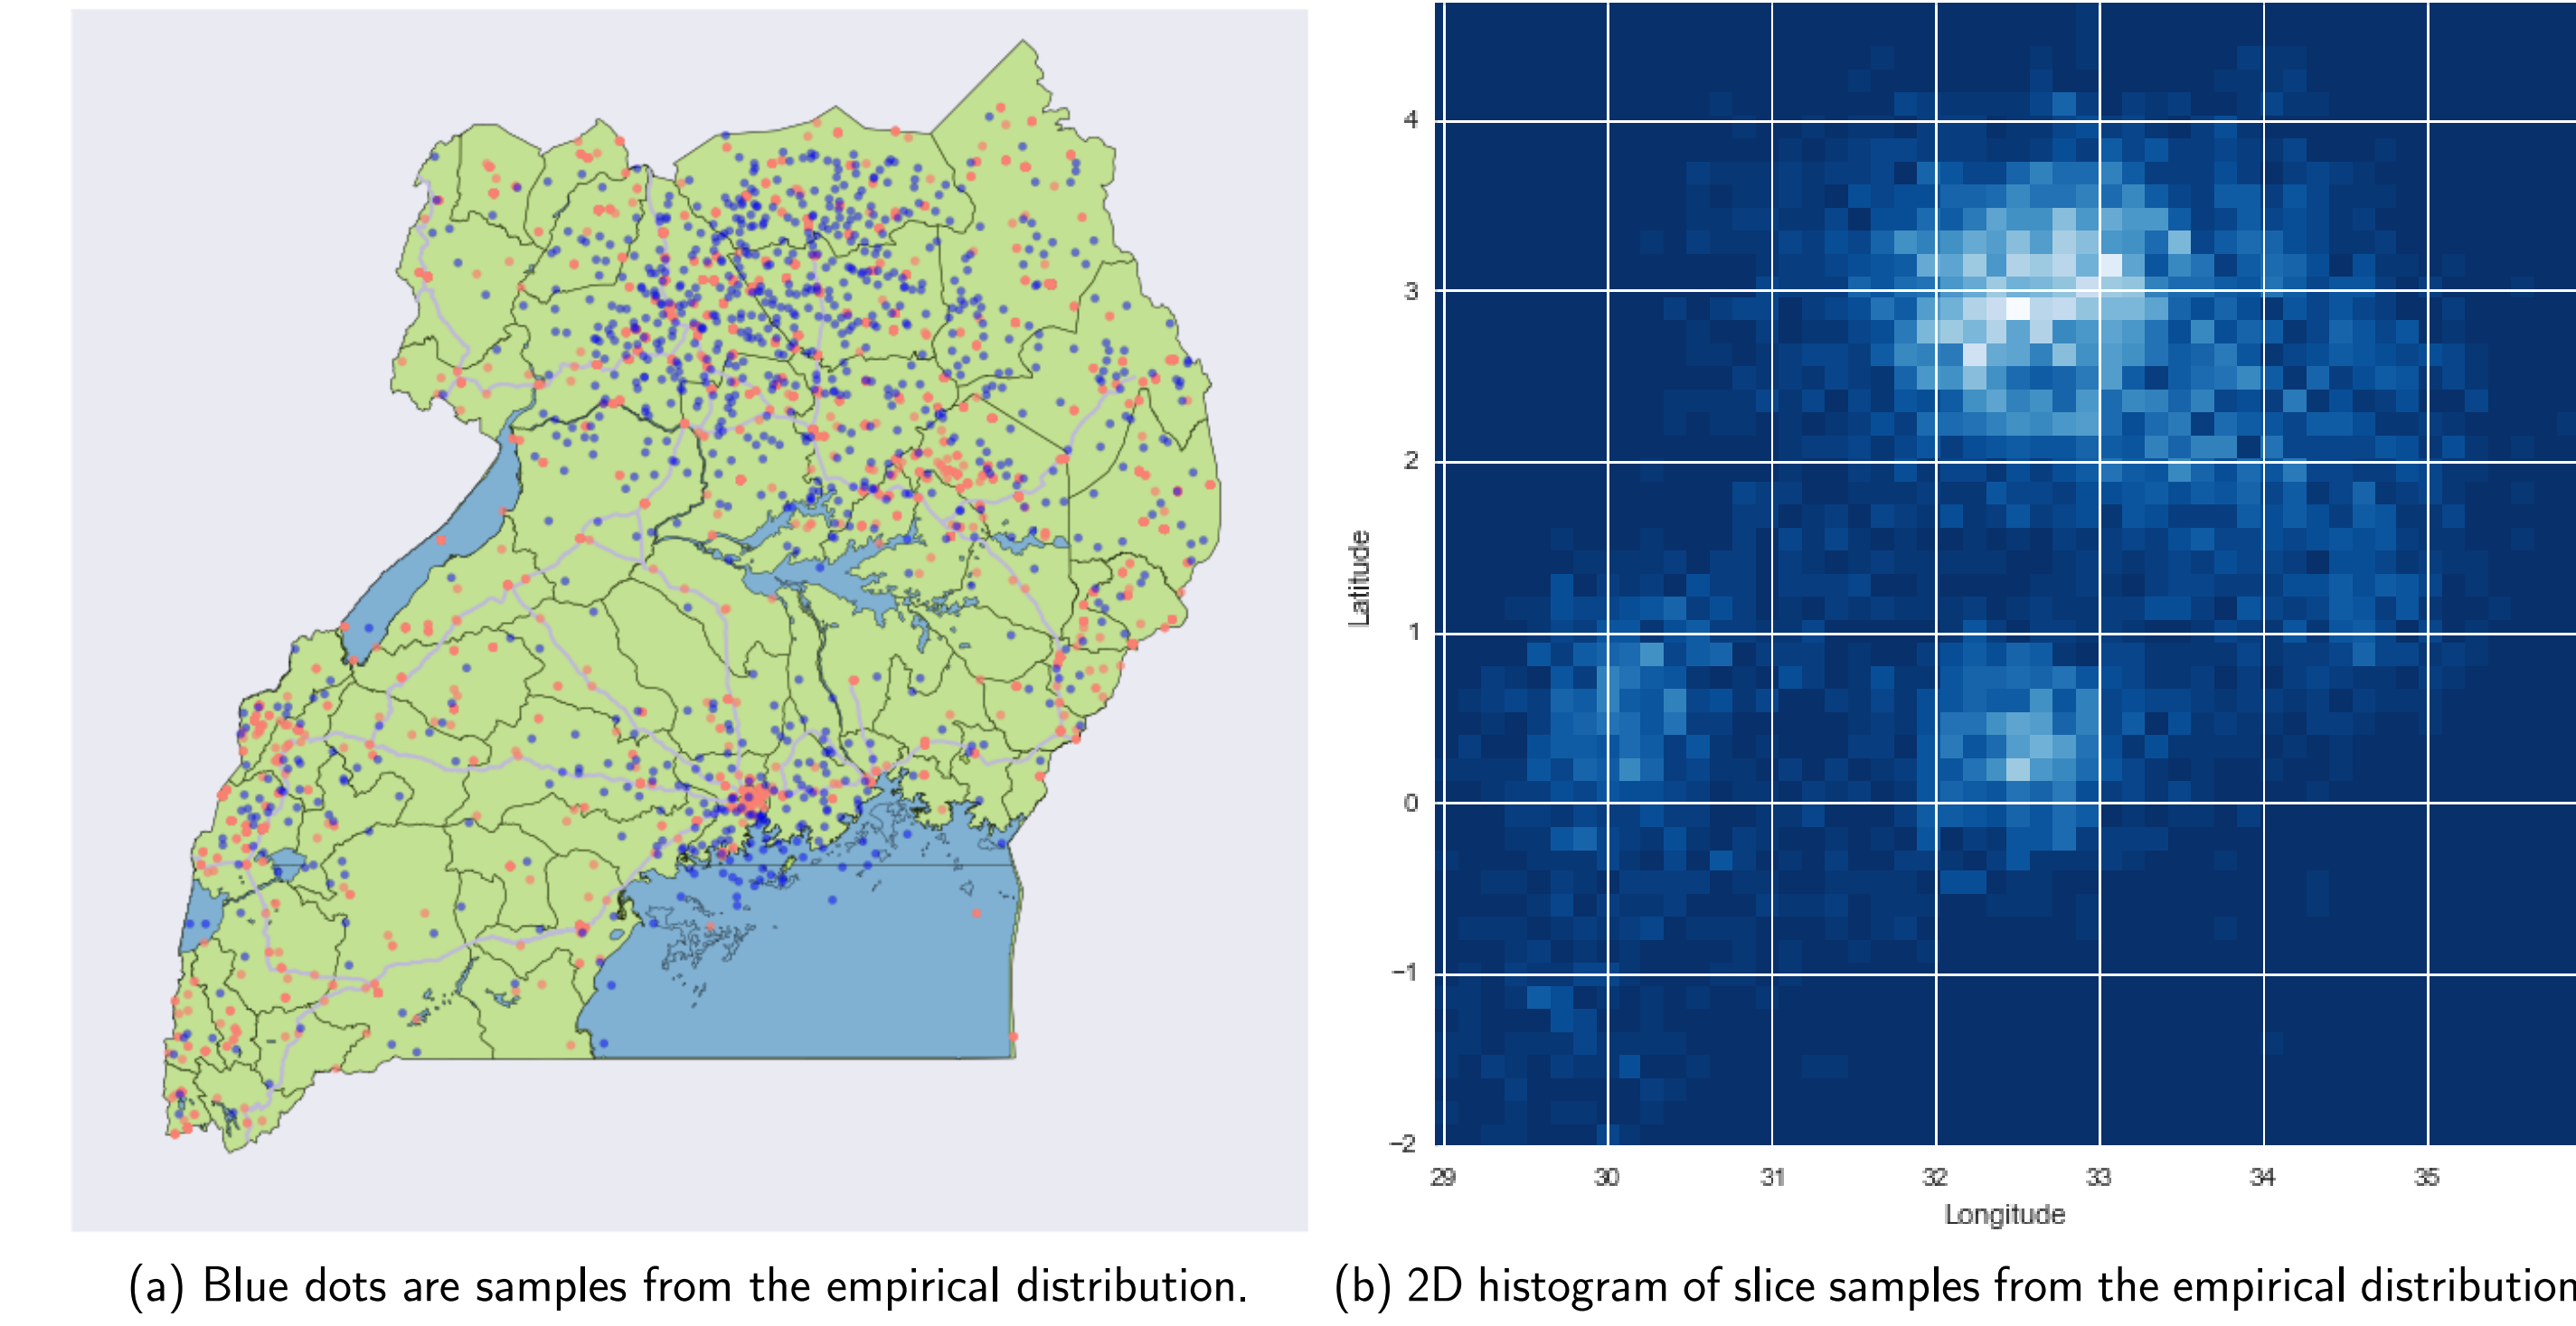 4
3
2
1
0
−1
−2
Latitude
29 30 31 32 33 34 35
Longitude
(a) Blue dots are samples from the empirical distribution.
(b) 2D histogram of slice samples from the empirical distribution